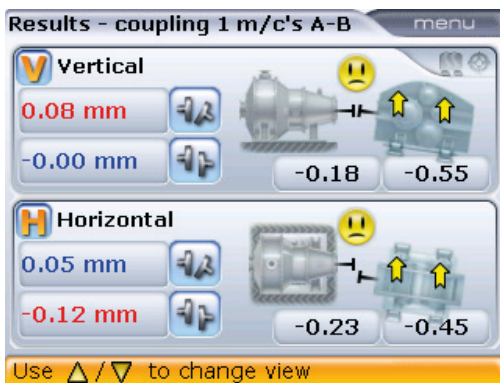 Results - coupling 1 m/c's A-B menu
V Vertical
0.08 mm
-0.00 mm
-0.18 -0.55
H Horizontal
0.05 mm
-0.12 mm
-0.23 -0.45
Use △/▽ to change view